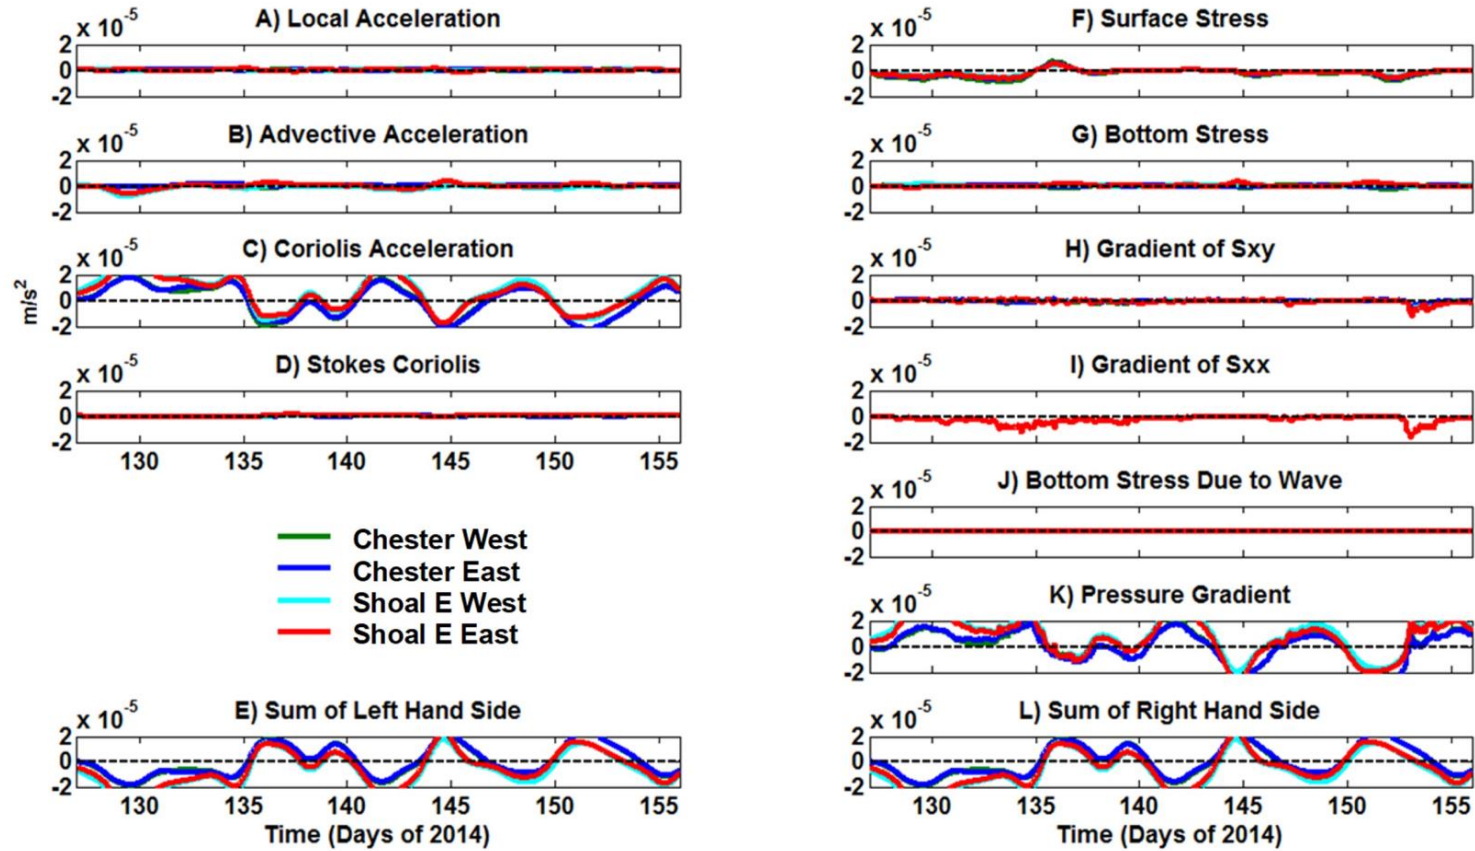 A) Local Acceleration
x 10^-5
2
0
-2
B) Advective Acceleration
x 10^-5
2
0
-2
C) Coriolis Acceleration
x 10^-5
2
0
-2
m/s^2
D) Stokes Coriolis
x 10^-5
2
0
-2
130 135 140 145 150 155
Chester West
Chester East
Shoal E West
Shoal E East
E) Sum of Left Hand Side
x 10^-5
2
0
-2
130 135 140 145 150 155
Time (Days of 2014)
F) Surface Stress
x 10^-5
2
0
-2
G) Bottom Stress
x 10^-5
2
0
-2
H) Gradient of Sxy
x 10^-5
2
0
-2
I) Gradient of Sxx
x 10^-5
2
0
-2
J) Bottom Stress Due to Wave
x 10^-5
2
0
-2
K) Pressure Gradient
x 10^-5
2
0
-2
L) Sum of Right Hand Side
x 10^-5
2
0
-2
130 135 140 145 150 155
Time (Days of 2014)